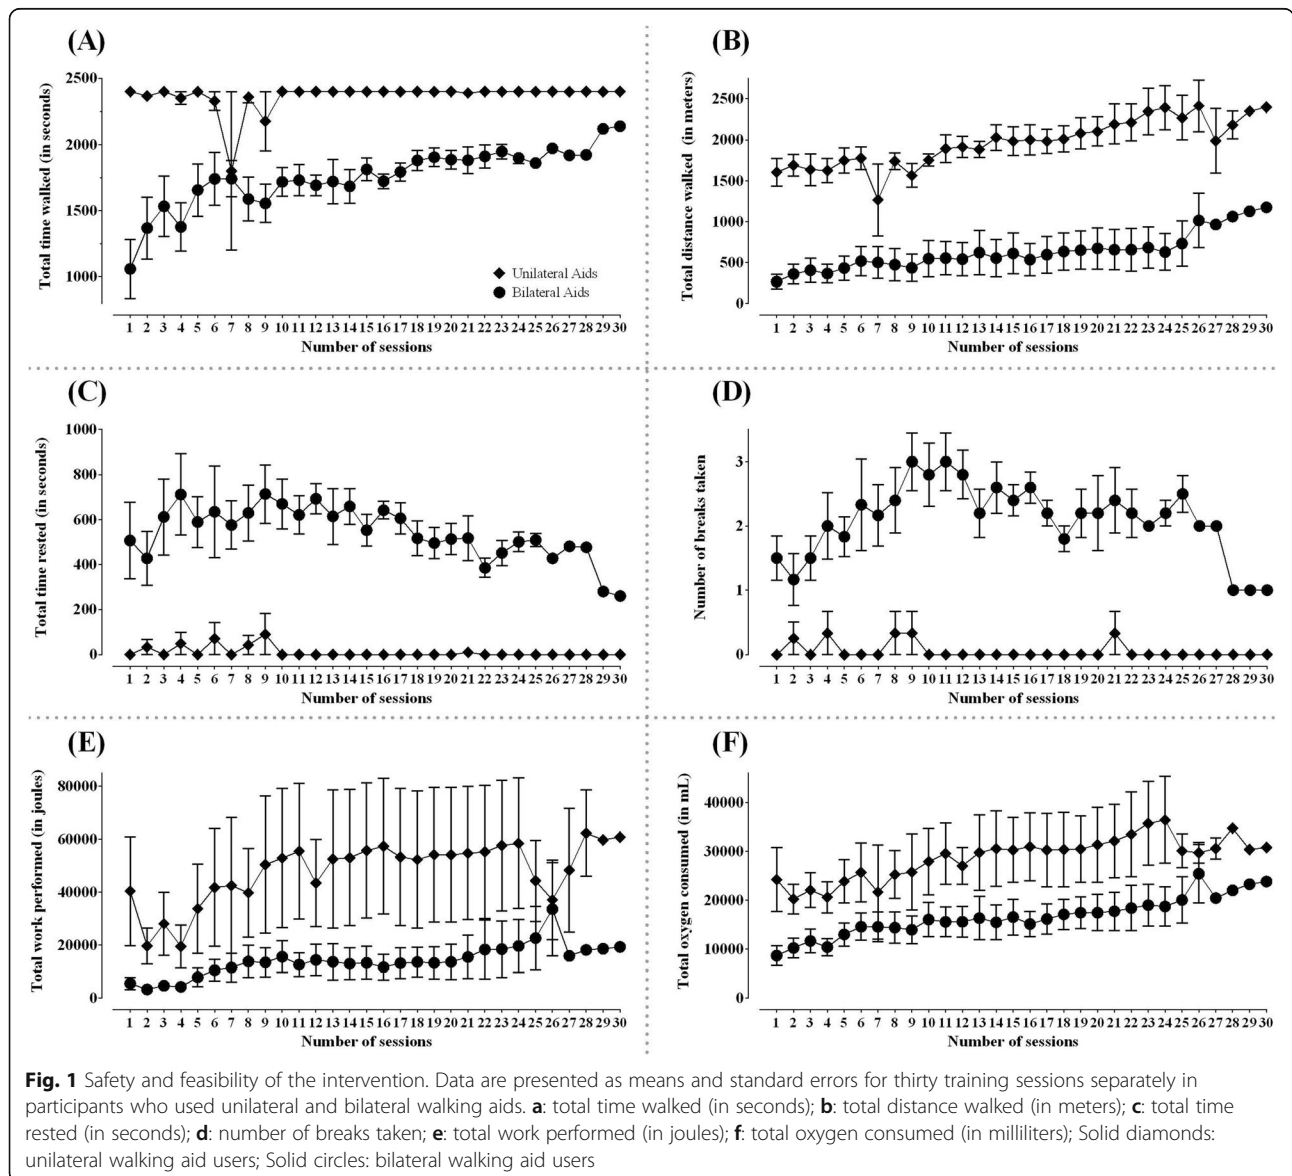 (A)
Total time walked (in seconds)
2500
2000
1500
1000
Unilateral Aids
Bilateral Aids
1 2 3 4 5 6 7 8 9 10 11 12 13 14 15 16 17 18 19 20 21 22 23 24 25 26 27 28 29 30
Number of sessions
(B)
Total distance walked (in meters)
2500
2000
1500
1000
500
0
1 2 3 4 5 6 7 8 9 10 11 12 13 14 15 16 17 18 19 20 21 22 23 24 25 26 27 28 29 30
Number of sessions
(C)
Total time rested (in seconds)
1000
800
600
400
200
0
1 2 3 4 5 6 7 8 9 10 11 12 13 14 15 16 17 18 19 20 21 22 23 24 25 26 27 28 29 30
Number of sessions
(D)
Number of breaks taken
3
2
1
0
1 2 3 4 5 6 7 8 9 10 11 12 13 14 15 16 17 18 19 20 21 22 23 24 25 26 27 28 29 30
Number of sessions
(E)
Total work performed (in joules)
80000
60000
40000
20000
0
1 2 3 4 5 6 7 8 9 10 11 12 13 14 15 16 17 18 19 20 21 22 23 24 25 26 27 28 29 30
Number of sessions
(F)
Total oxygen consumed (in mL)
40000
30000
20000
10000
0
1 2 3 4 5 6 7 8 9 10 11 12 13 14 15 16 17 18 19 20 21 22 23 24 25 26 27 28 29 30
Number of sessions
Fig. 1 Safety and feasibility of the intervention. Data are presented as means and standard errors for thirty training sessions separately in
participants who used unilateral and bilateral walking aids. a: total time walked (in seconds); b: total distance walked (in meters); c: total time
rested (in seconds); d: number of breaks taken; e: total work performed (in joules); f: total oxygen consumed (in milliliters); Solid diamonds:
unilateral walking aid users; Solid circles: bilateral walking aid users